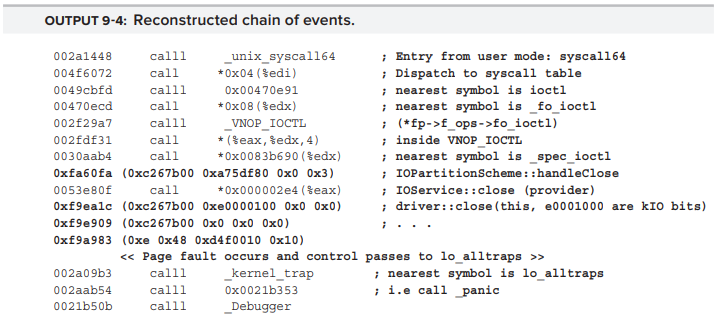 OUTPUT 9-4: Reconstructed chain of events.
002a1448 calll _unix_syscall64 ; Entry from user mode: syscall64
004f6072 call *0x04(%edi) ; Dispatch to syscall table
0049cbfd calll 0x00470e91 ; nearest symbol is ioctl
00470ecd call *0x08(%edx) ; nearest symbol is _fo_ioctl
002f29a7 calll _VNOP_IOCTL ; (*fp->f_ops->fo_ioctl)
002fdf31 call *(%eax,%edx,4) ; inside VNOP_IOCTL
0030aab4 call *0x0083b690(%edx) ; nearest symbol is _spec_ioctl
0xfa60fa (0xc267b00 0xa75df80 0x0 0x3) ; IOPartitionScheme::handleClose
0053e80f call *0x000002e4(%eax) ; IOService::close (provider)
0xf9ea1c (0xc267b00 0xe0000100 0x0 0x0) ; driver::close(this, e0001000 are kIO bits)
0xf9e909 (0xc267b00 0x0 0x0 0x0) ; . . .
0xf9a983 (0xe 0x48 0xd4f0010 0x10)
<< Page fault occurs and control passes to lo_alltraps >>
002a09b3 calll _kernel_trap ; nearest symbol is lo_alltraps
002aab54 calll 0x0021b353 ; i.e call _panic
0021b50b calll _Debugger